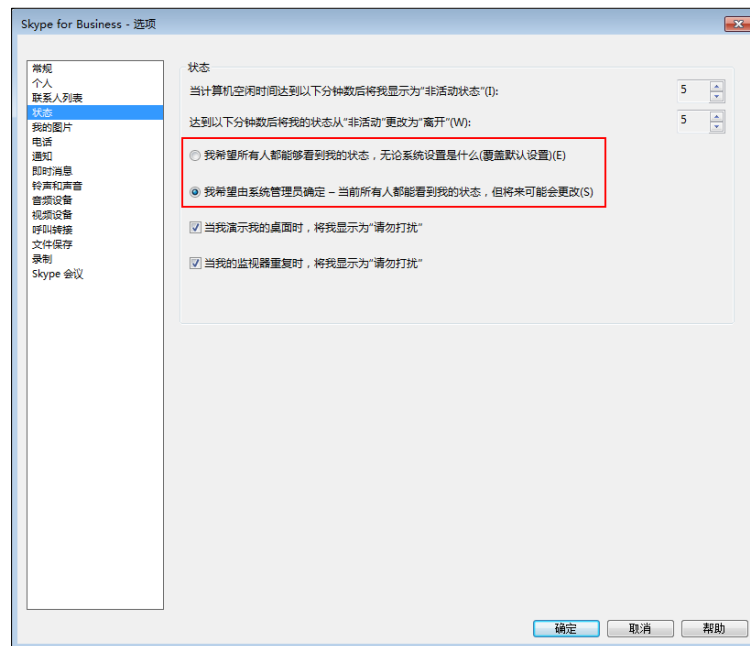 Skype for Business - 选项
常规
个人
联系人列表
状态
我的图片
电话
通知
即时消息
铃声和声音
音频设备
视频设备
呼叫转接
文件保存
录制
Skype 会议
状态
当计算机空闲时间达到以下分钟数后将我显示为"非活动状态"(I):
5
达到以下分钟数后将我的状态从"非活动"更改为"离开"(W):
5
我希望所有人都能够看到我的状态，无论系统设置是什么(覆盖默认设置)(E)
我希望由系统管理员确定 – 当前所有人都能看到我的状态，但将来可能会更改(S)
当我演示我的桌面时，将我显示为"请勿打扰"
当我的监视器重复时，将我显示为"请勿打扰"
确定
取消
帮助